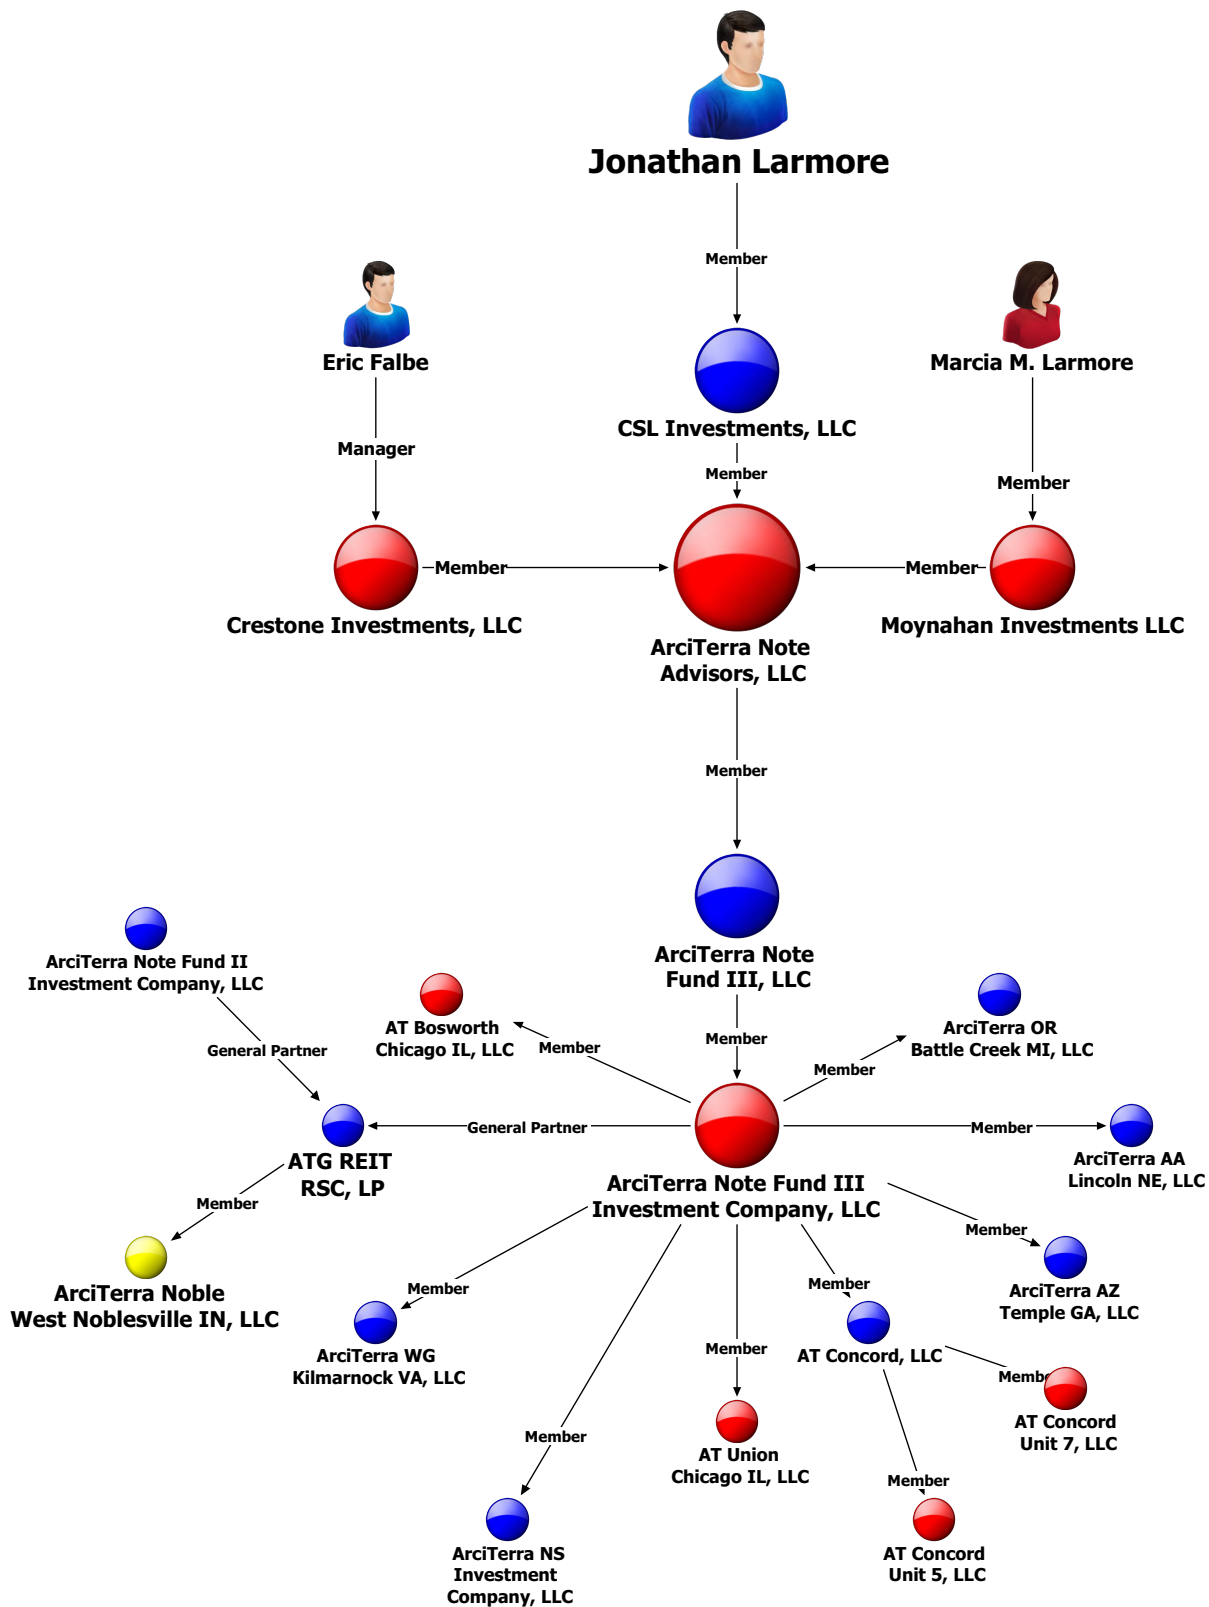 Jonathan Larmore
Member
Eric Falbe
Marcia M. Larmore
CSL Investments, LLC
Manager
Member
Member
Member
Member
Crestone Investments, LLC
Moynahan Investments LLC
ArciTerra Note
Advisors, LLC
Member
ArciTerra Note
Fund III, LLC
ArciTerra Note Fund II
Investment Company, LLC
AT Bosworth
Chicago IL, LLC
ArciTerra OR
Battle Creek MI, LLC
General Partner
Member
Member
Member
General Partner
Member
ATG REIT
RSC, LP
ArciTerra Note Fund III
Investment Company, LLC
ArciTerra AA
Lincoln NE, LLC
Member
Member
ArciTerra Noble
West Noblesville IN, LLC
Member
Member
ArciTerra AZ
Temple GA, LLC
ArciTerra WG
Kilmarnock VA, LLC
Member
AT Concord, LLC
Member
AT Concord
Unit 7, LLC
Member
AT Union
Chicago IL, LLC
Member
ArciTerra NS
Investment
Company, LLC
AT Concord
Unit 5, LLC